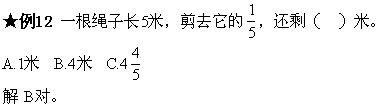 ★例12 一根绳子长5米，剪去它的1/5，还剩（ ）米。
A.1米 B.4米 C.4 4/5
解 B对。